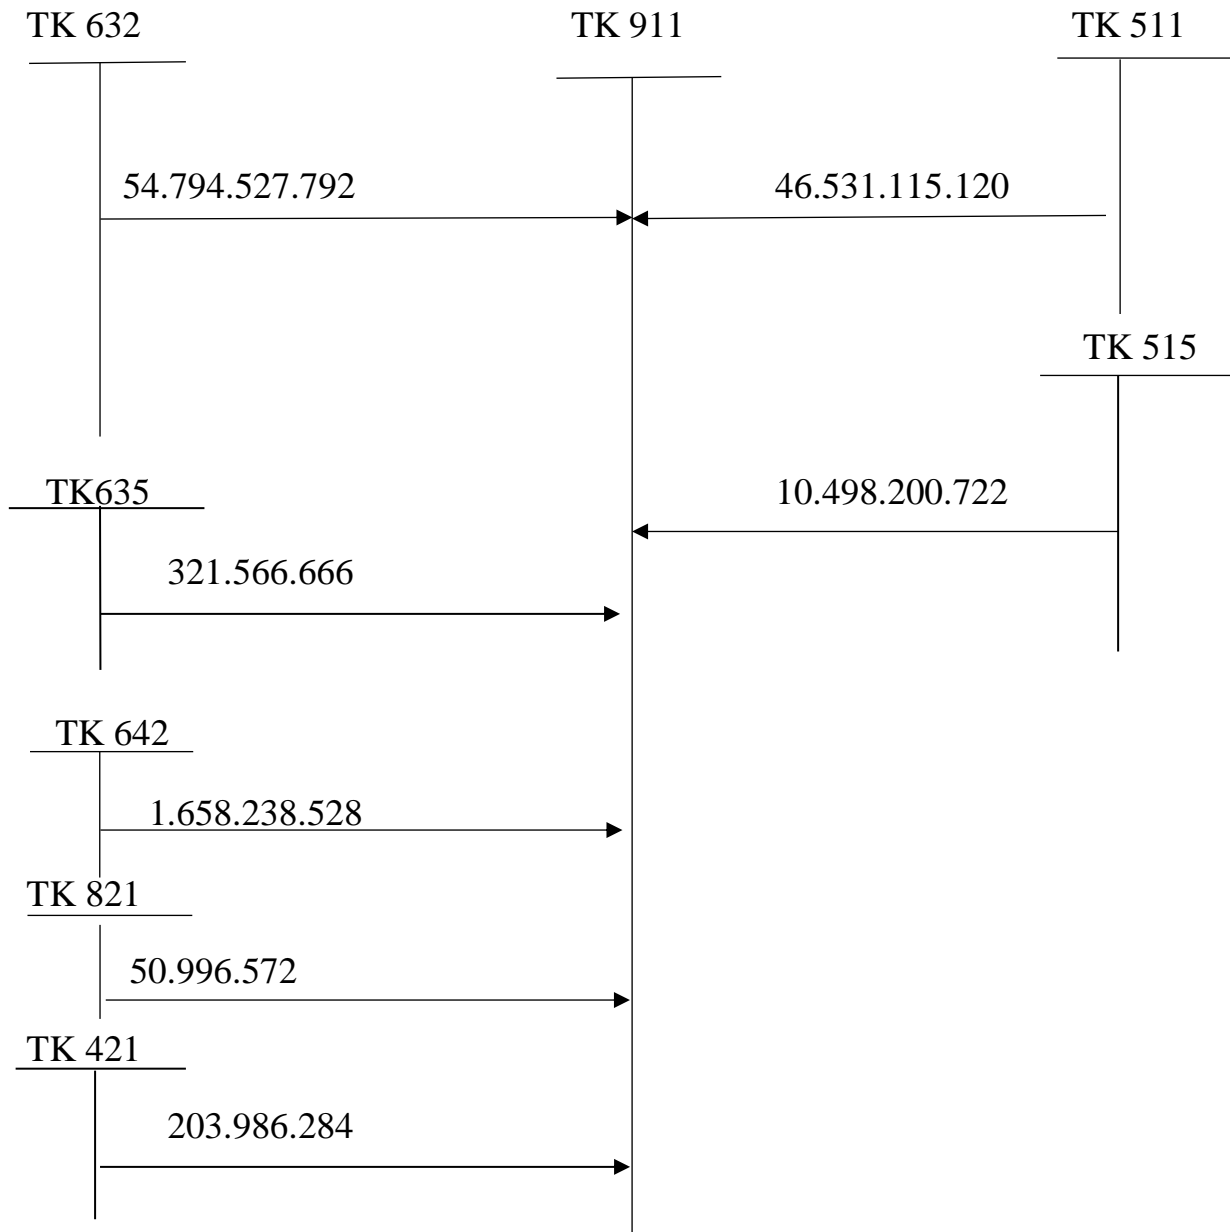 TK 632
TK 911
TK 511
54.794.527.792
46.531.115.120
TK 515
TK635
10.498.200.722
321.566.666
TK 642
1.658.238.528
TK 821
50.996.572
TK 421
203.986.284